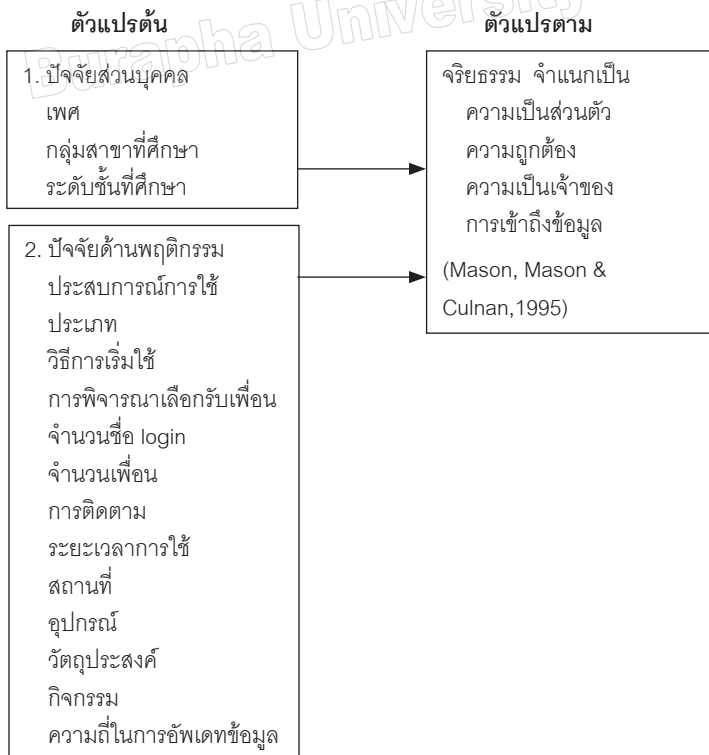 Burapha University
ตัวแปรต้น
1. ปัจจัยส่วนบุคคล
เพศ
กลุ่มสาขาที่ศึกษา
ระดับชั้นที่ศึกษา
2. ปัจจัยด้านพฤติกรรม
ประสบการณ์การใช้
ประเภท
วิธีการเริ่มใช้
การพิจารณาเลือกรับเพื่อน
จำนวนชื่อ login
จำนวนเพื่อน
การติดตาม
ระยะเวลาการใช้
สถานที่
อุปกรณ์
วัตถุประสงค์
กิจกรรม
ความถี่ในการอัพเดทข้อมูล
ตัวแปรตาม
จริยธรรม จำแนกเป็น
ความเป็นส่วนตัว
ความถูกต้อง
ความเป็นเจ้าของ
การเข้าถึงข้อมูล
(Mason, Mason &
Culnan,1995)